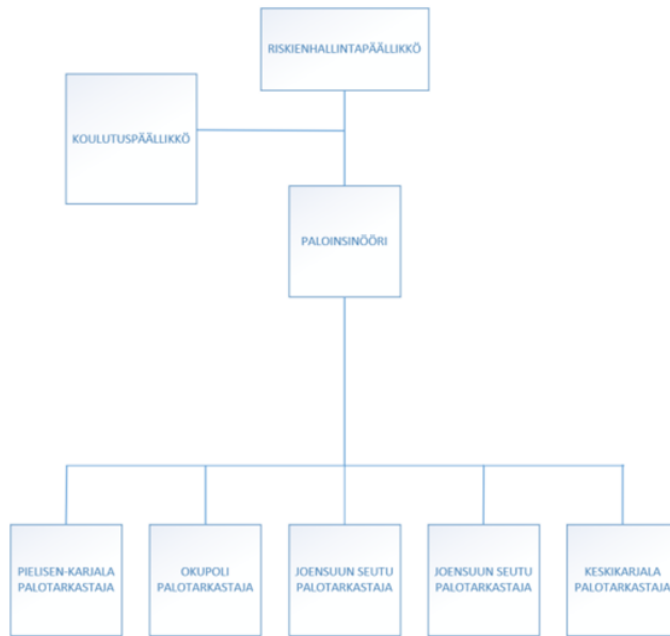 RISKIENHALLINTAPÄÄLLIKKÖ
KOULUTUSPÄÄLLIKKÖ
PALOINSINÖÖRI
PIELISEN-KARJALA
PALOTARKASTAJA
OKUPOLI
PALOTARKASTAJA
JOENSUUN SEUTU
PALOTARKASTAJA
JOENSUUN SEUTU
PALOTARKASTAJA
KESKIKARJALA
PALOTARKASTAJA